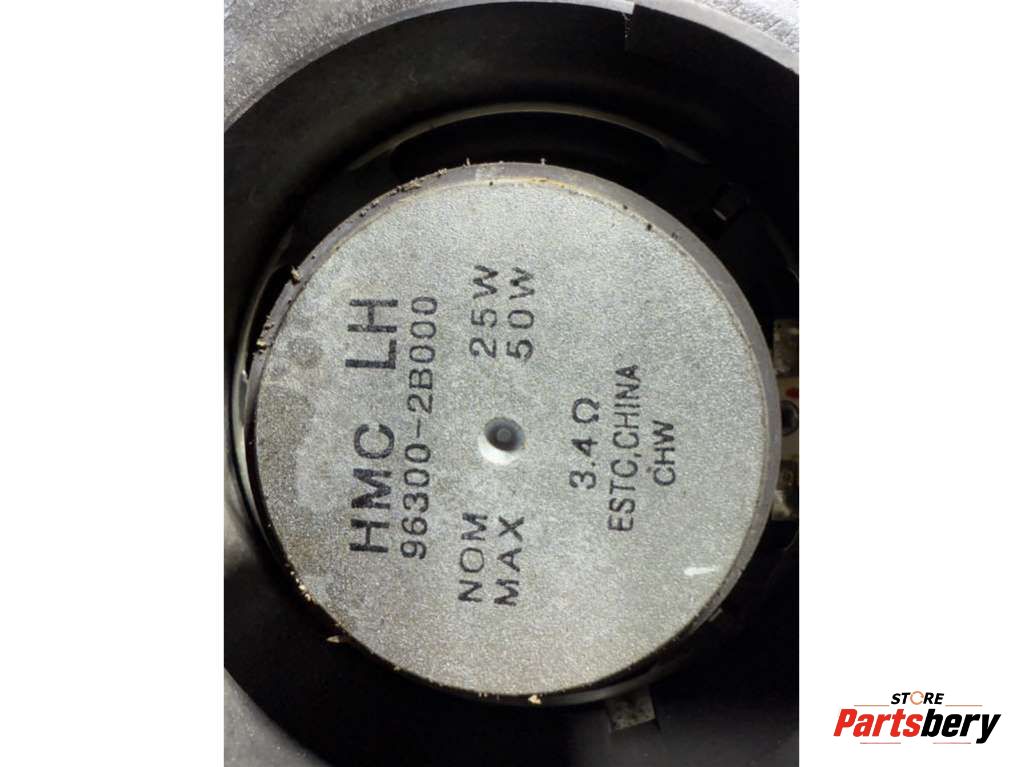 HMC LH
96300-2B000
NOM 25W
MAX 50W
3.4Ω
ESTC,CHINA
CHW
STORE
Partsbery